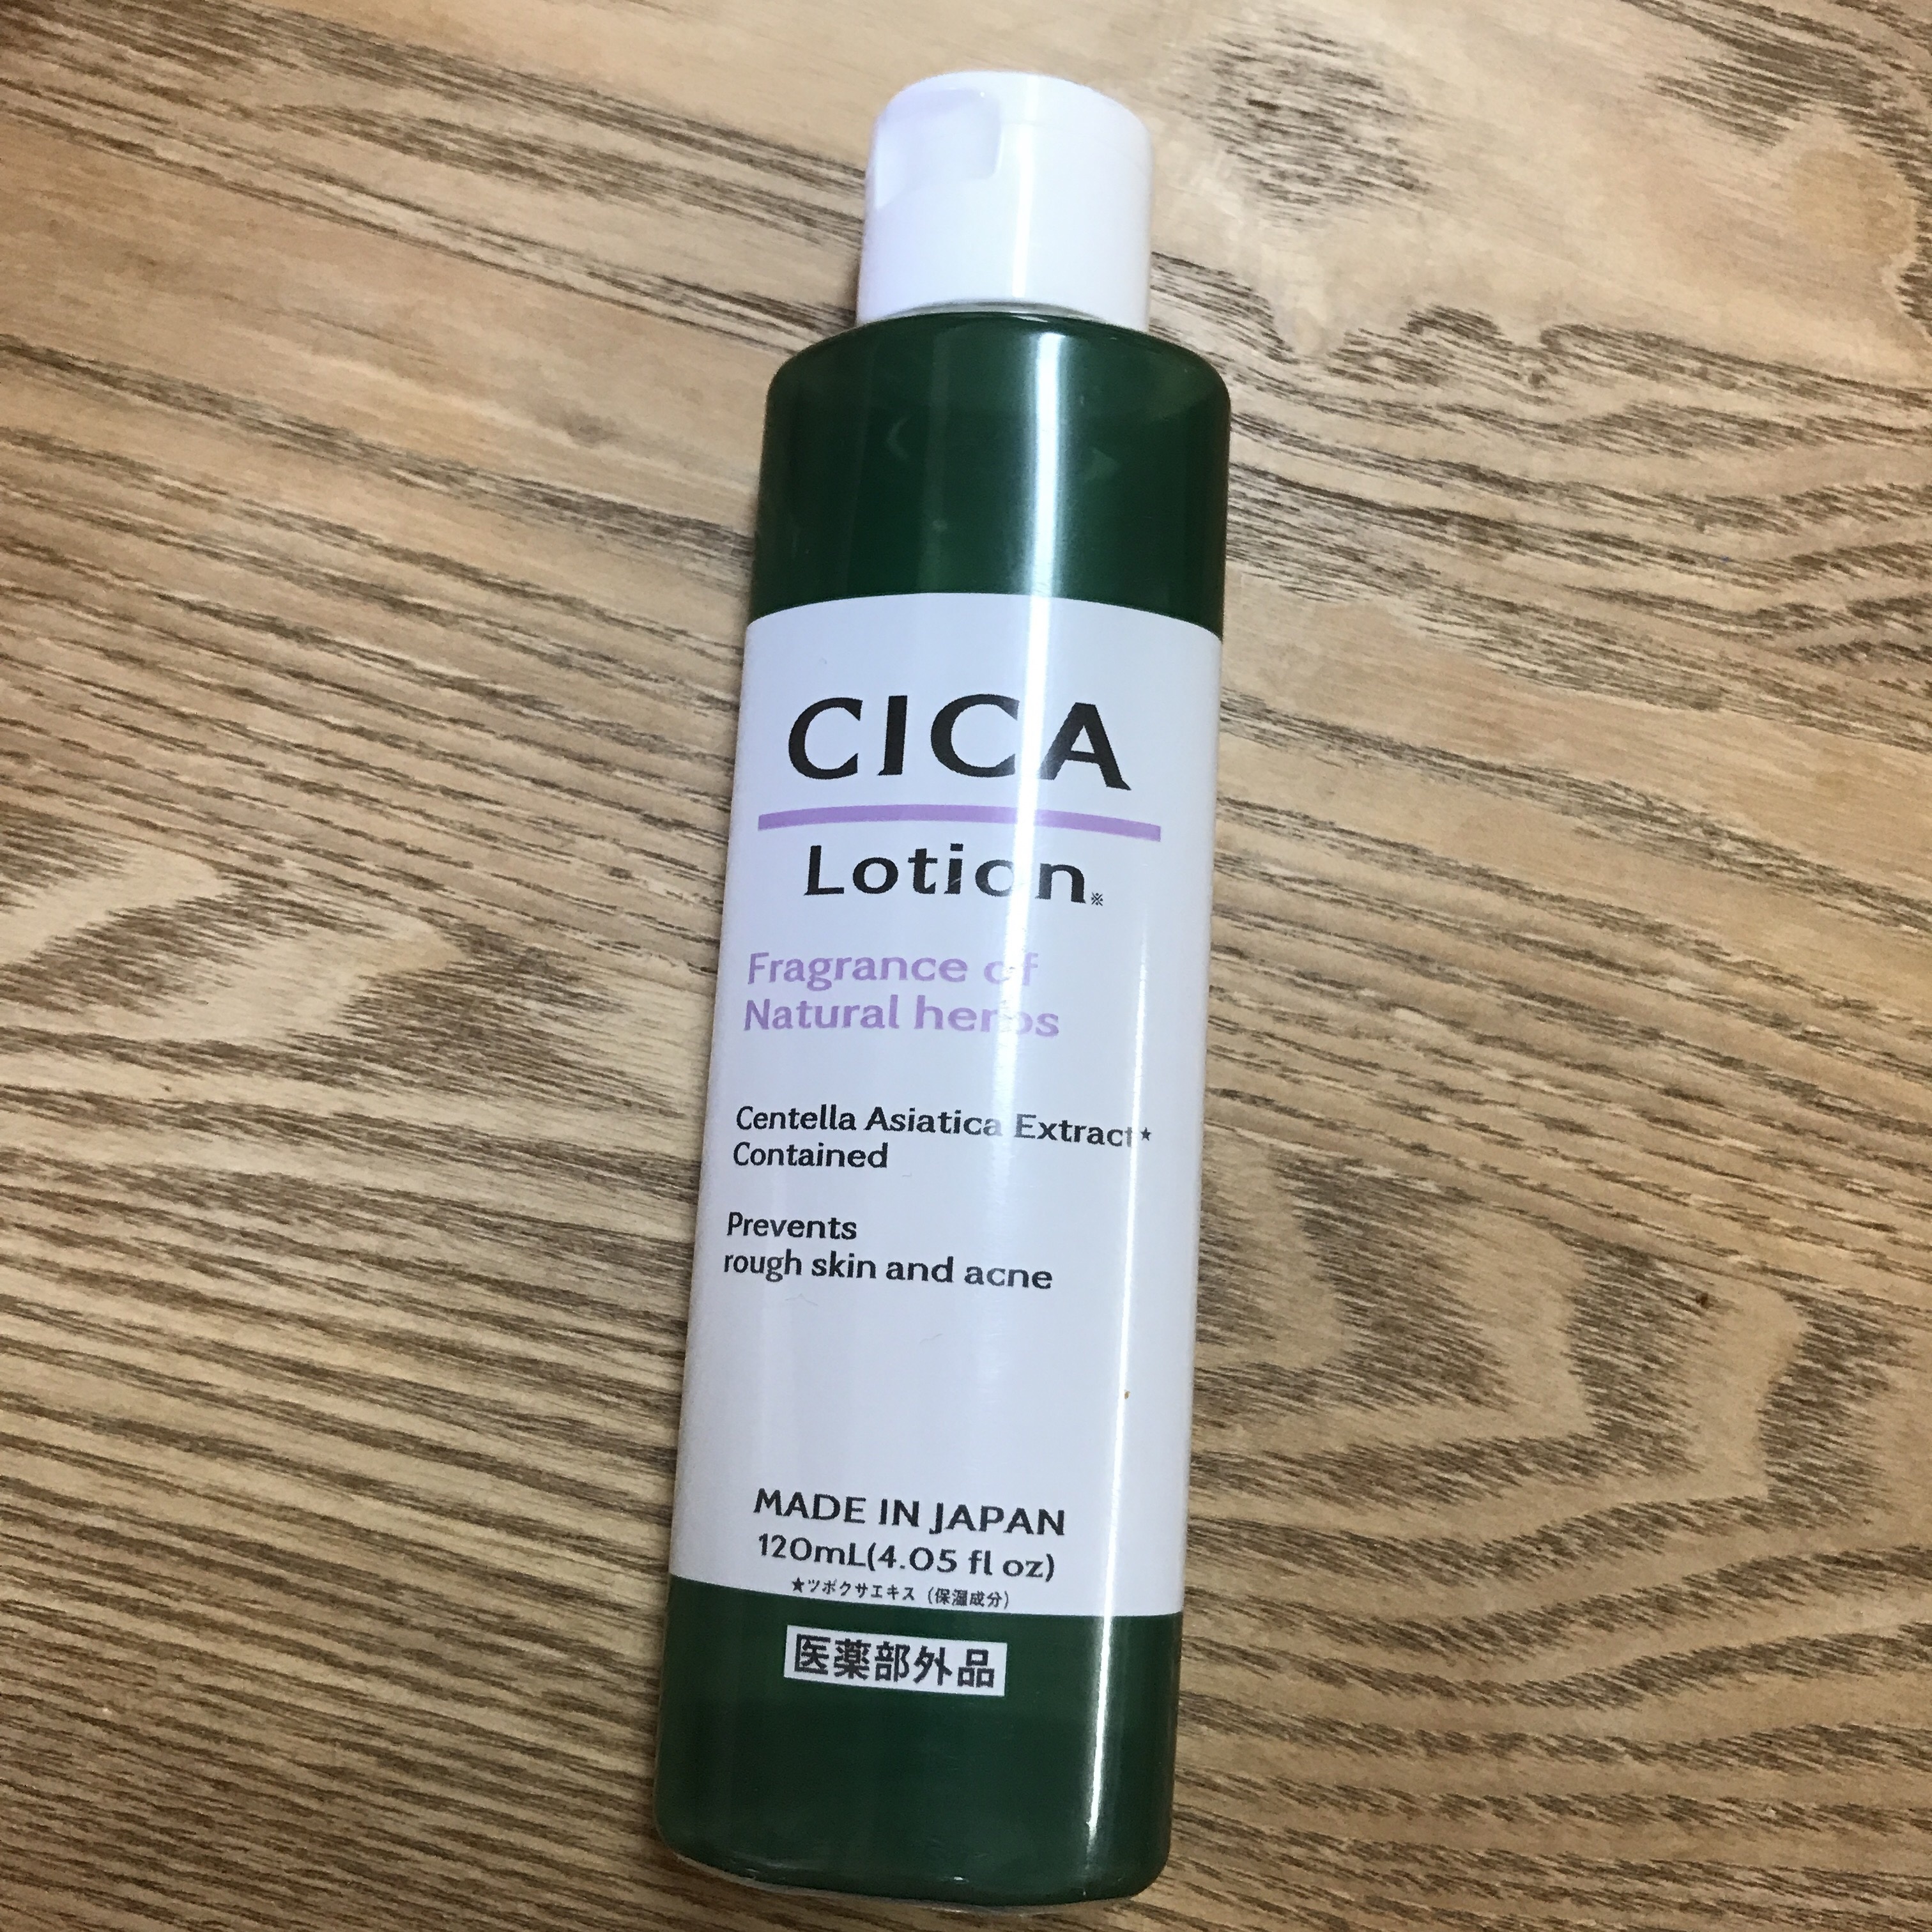 CICA
Lotion※
Fragrance of
Natural herbs
Centella Asiatica Extract★
Contained
Prevents
rough skin and acne
MADE IN JAPAN
120mL(4.05 fl oz)
★ツボクサエキス（保湿成分）
医薬部外品